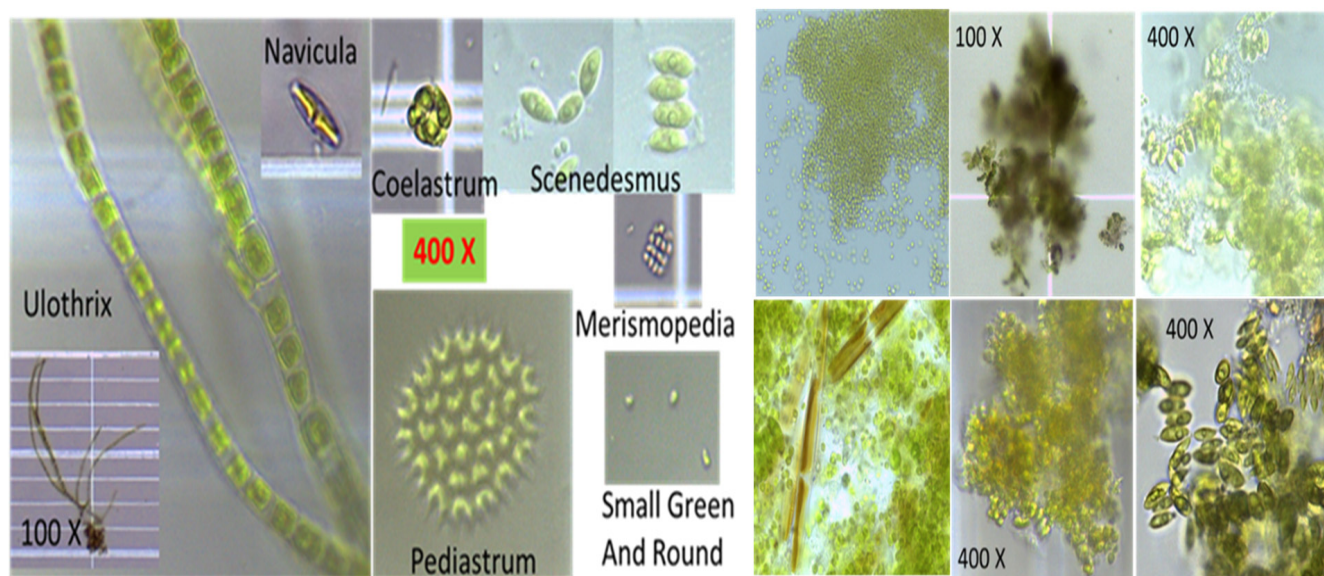 Navicula
Coelastrum
Scenedesmus
400 X
Ulothrix
Merismopedia
100 X
Pediastrum
Small Green
And Round
100 X
400 X
400 X
400 X